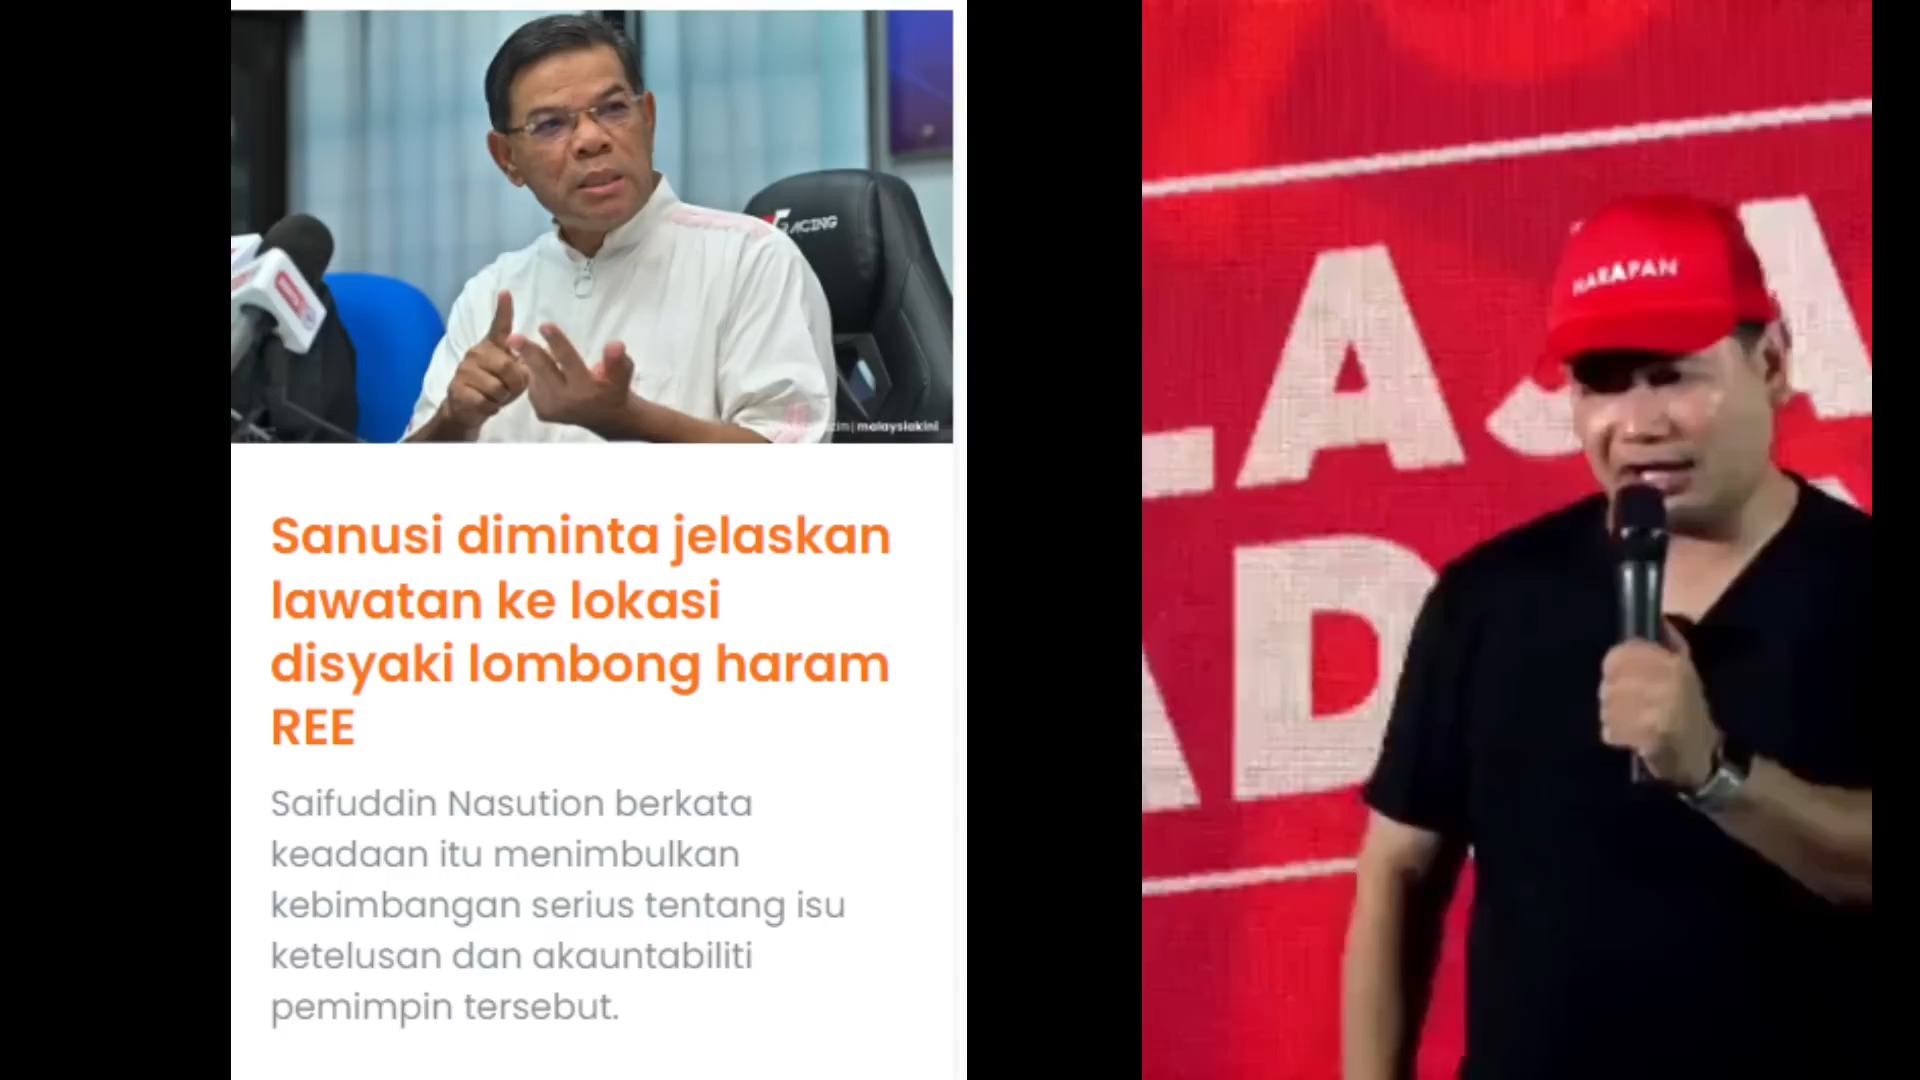 RACING
malaysiakini
Sanusi diminta jelaskan
lawatan ke lokasi
disyaki lombong haram
REE
Saifuddin Nasution berkata
keadaan itu menimbulkan
kebimbangan serius tentang isu
ketelusan dan akauntabiliti
pemimpin tersebut.
HARAPAN